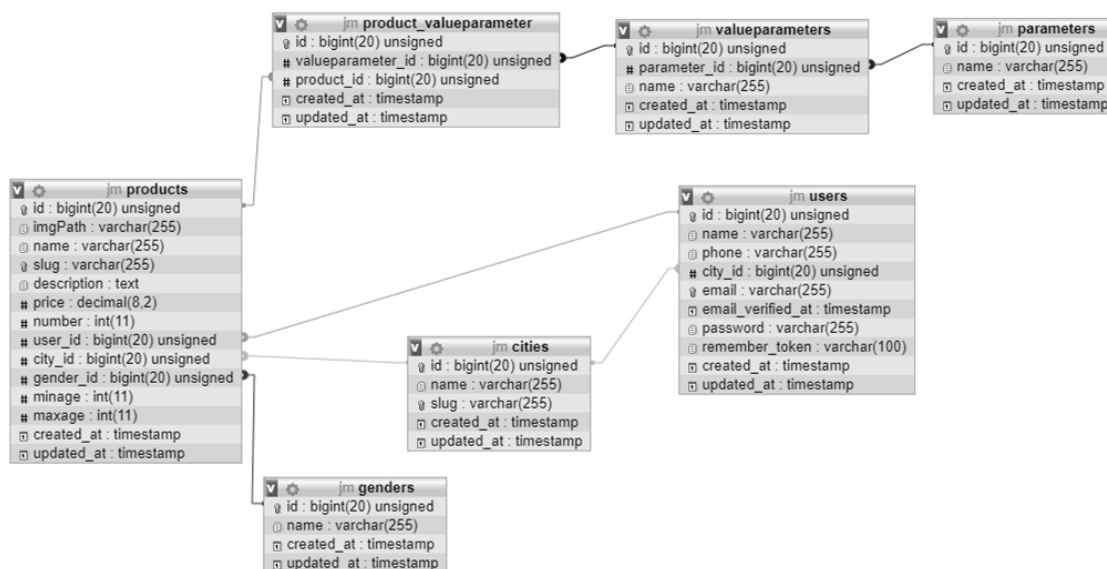 jm product_valueparameter
id : bigint(20) unsigned
valueparameter_id : bigint(20) unsigned
product_id : bigint(20) unsigned
created_at : timestamp
updated_at : timestamp
jm valueparameters
id : bigint(20) unsigned
parameter_id : bigint(20) unsigned
name : varchar(255)
created_at : timestamp
updated_at : timestamp
jm parameters
id : bigint(20) unsigned
name : varchar(255)
created_at : timestamp
updated_at : timestamp
jm products
id : bigint(20) unsigned
imgPath : varchar(255)
name : varchar(255)
slug : varchar(255)
description : text
price : decimal(8,2)
number : int(11)
user_id : bigint(20) unsigned
city_id : bigint(20) unsigned
gender_id : bigint(20) unsigned
minage : int(11)
maxage : int(11)
created_at : timestamp
updated_at : timestamp
jm users
id : bigint(20) unsigned
name : varchar(255)
phone : varchar(255)
city_id : bigint(20) unsigned
email : varchar(255)
email_verified_at : timestamp
password : varchar(255)
remember_token : varchar(100)
created_at : timestamp
updated_at : timestamp
jm cities
id : bigint(20) unsigned
name : varchar(255)
slug : varchar(255)
created_at : timestamp
updated_at : timestamp
jm genders
id : bigint(20) unsigned
name : varchar(255)
created_at : timestamp
updated_at : timestamp